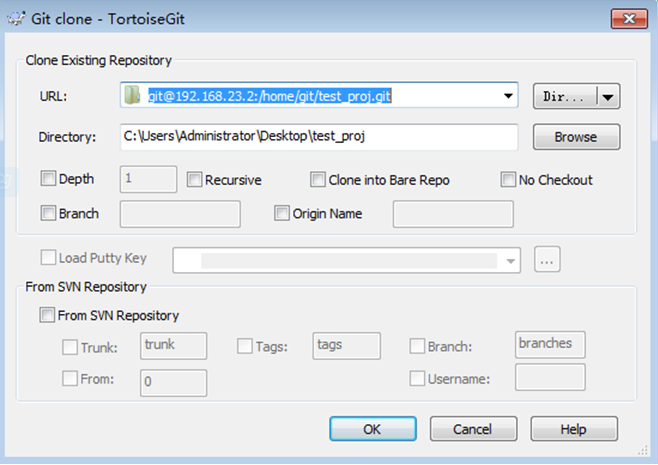 Git clone - TortoiseGit
Clone Existing Repository
URL: git@192.168.23.2:/home/git/test_proj.git Dir...
Directory: C:\Users\Administrator\Desktop\test_proj Browse
Depth 1 Recursive Clone into Bare Repo No Checkout
Branch Origin Name
Load Putty Key ...
From SVN Repository
From SVN Repository
Trunk: trunk Tags: tags Branch: branches
From: 0 Username:
OK Cancel Help